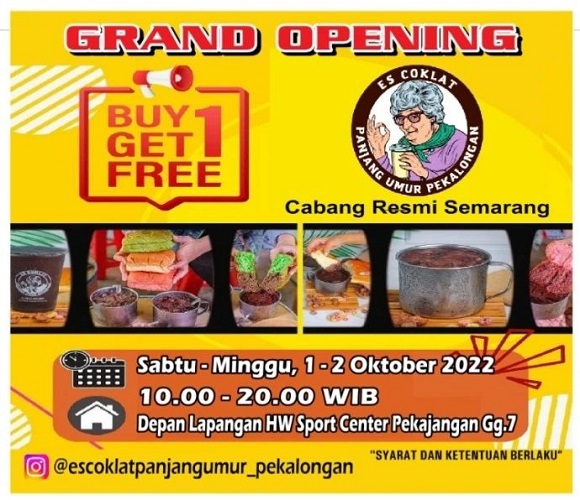 GRAND OPENING
BUY 1
GET
FREE
ES COKLAT
PANJANG UMUR PEKALONGAN
Cabang Resmi Semarang
Sabtu - Minggu, 1 - 2 Oktober 2022
10.00 - 20.00 WIB
Depan Lapangan HW Sport Center Pekajangan Gg.7
"SYARAT DAN KETENTUAN BERLAKU"
@escoklatpanjangumur_pekalongan